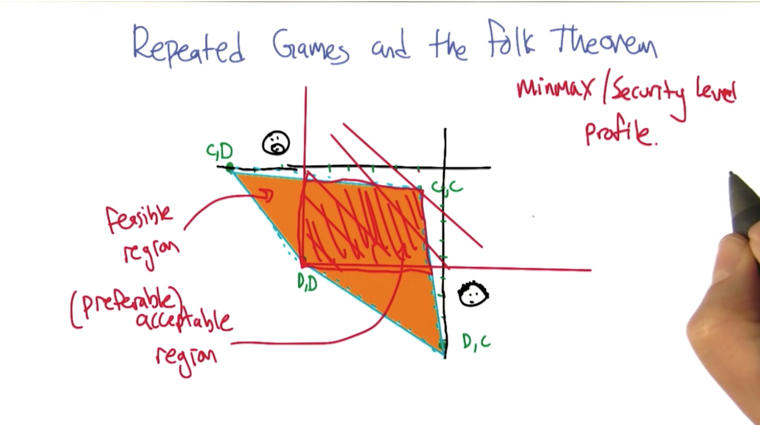 Repeated Games and the Folk Theorem
minmax/Security level
profile.
C,D
C,C
feasible
region
D,D
(preferable)
acceptable
region
D,C